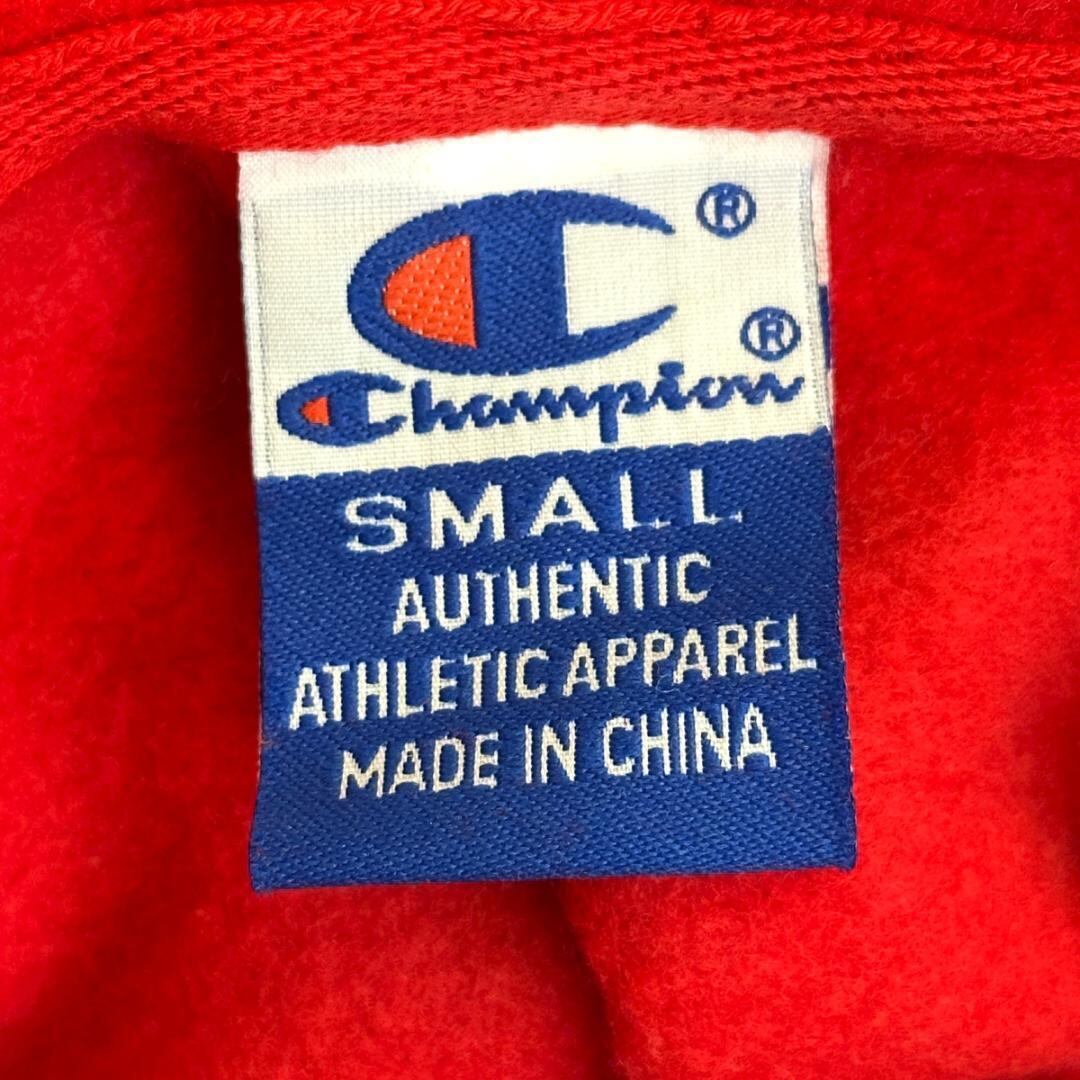 ®
Champion®
SMALL
AUTHENTIC
ATHLETIC APPAREL
MADE IN CHINA